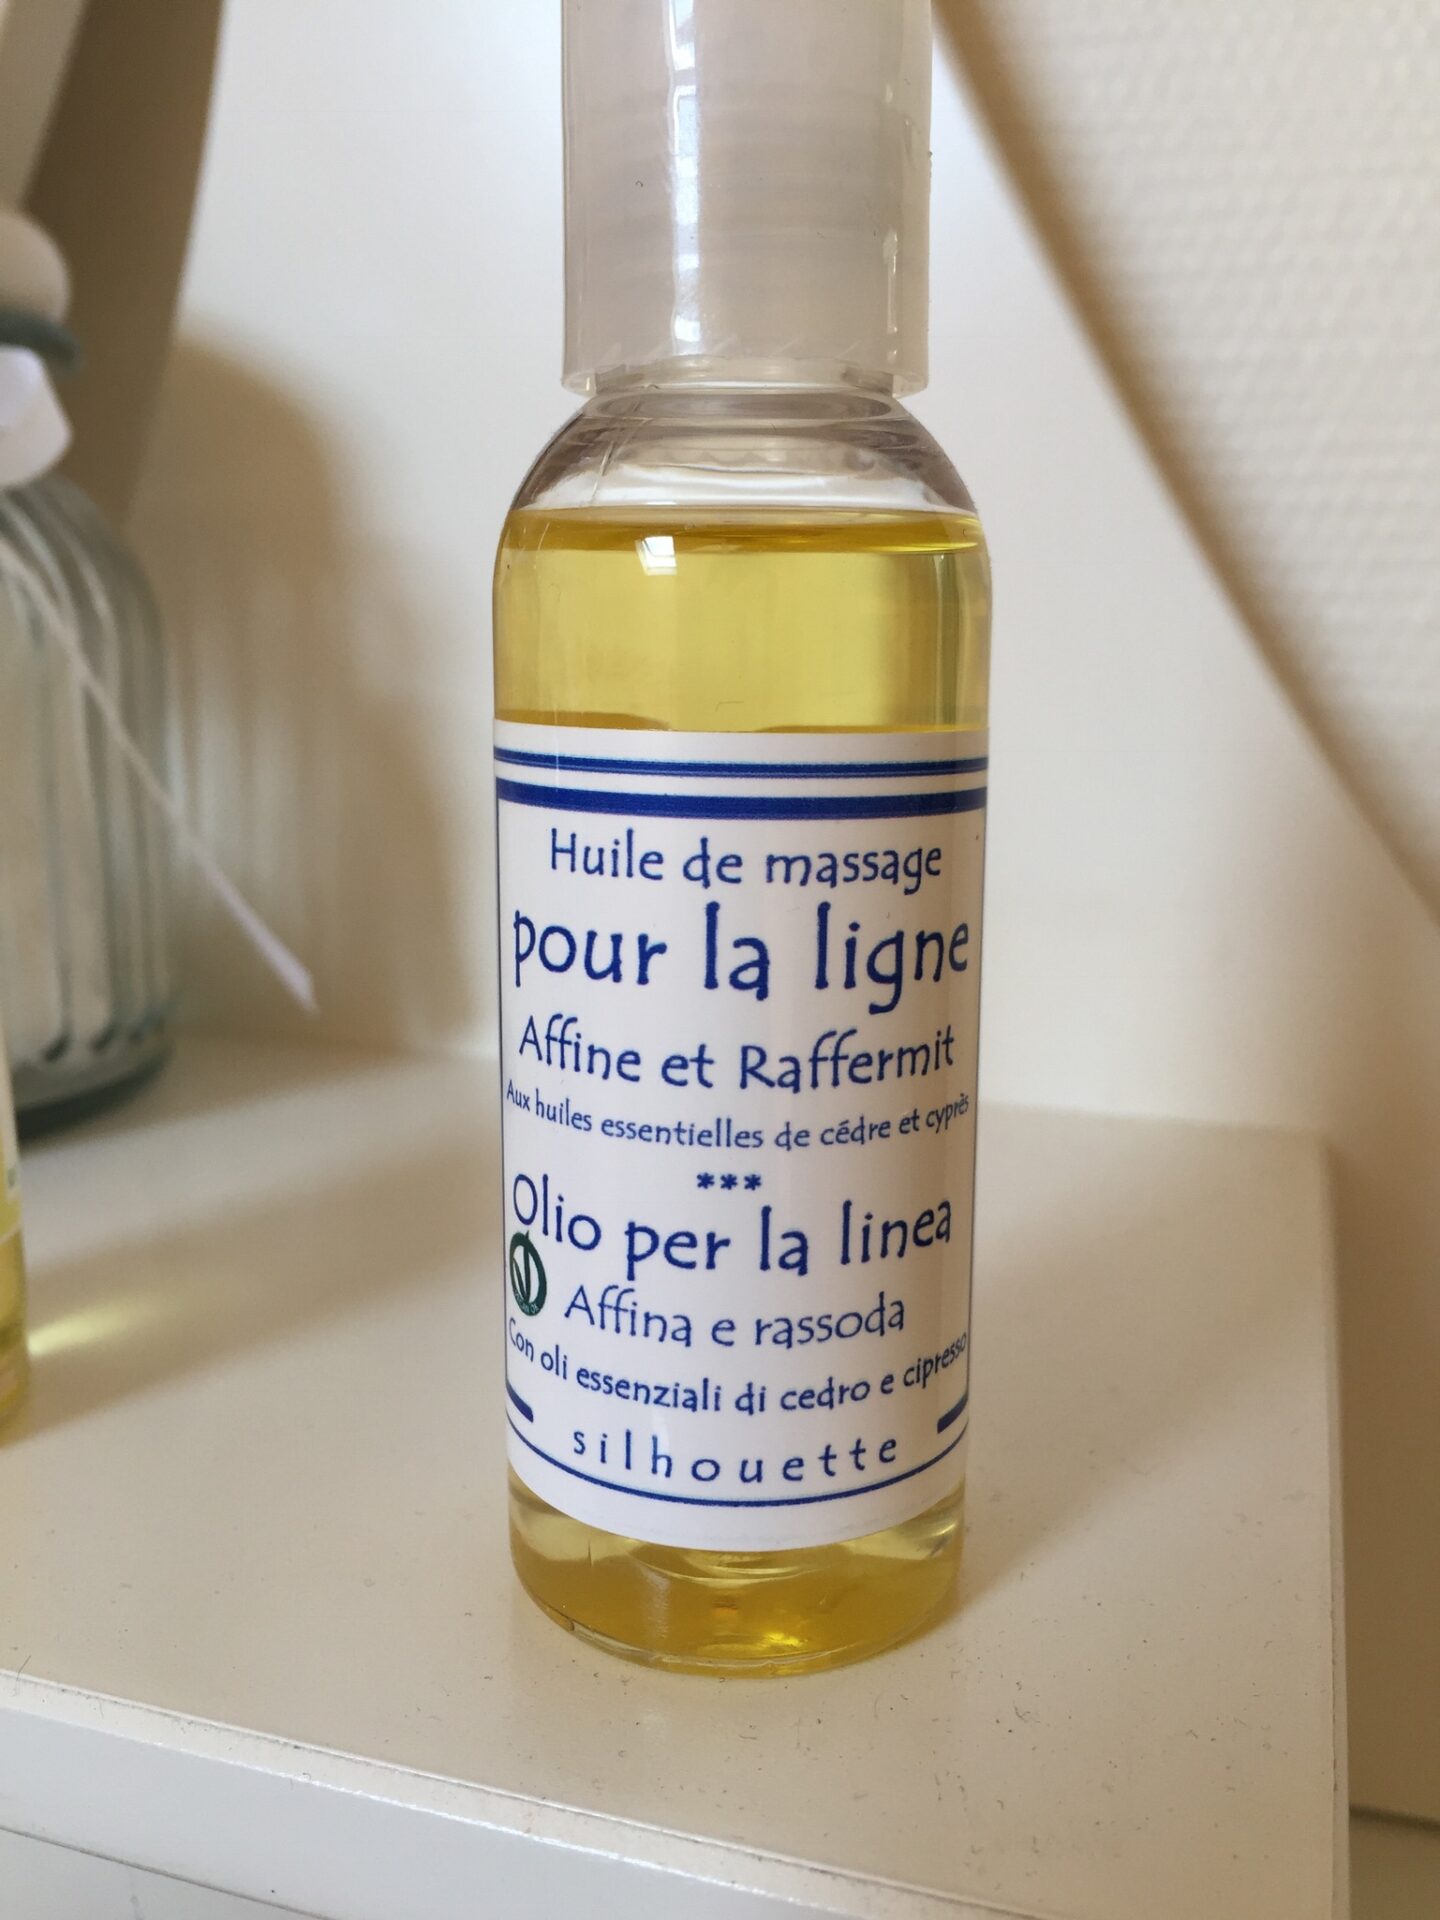 Huile de massage
pour la ligne
Affine et Raffermit
Aux huiles essentielles de cédre et cyprès
***
Olio per la linea
Affina e rassoda
Con oli essenziali di cedro e cipresso
silhouette